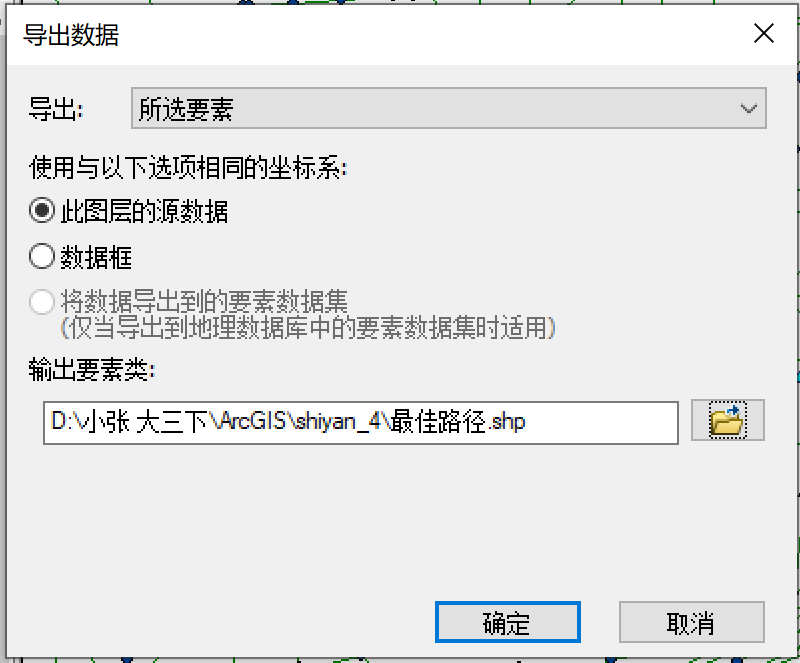 导出数据
导出: 所选要素
使用与以下选项相同的坐标系:
此图层的源数据
数据框
将数据导出到的要素数据集
(仅当导出到地理数据库中的要素数据集时适用)
输出要素类:
D:\小张 大三下\ArcGIS\shiyan_4\最佳路径.shp
确定 取消